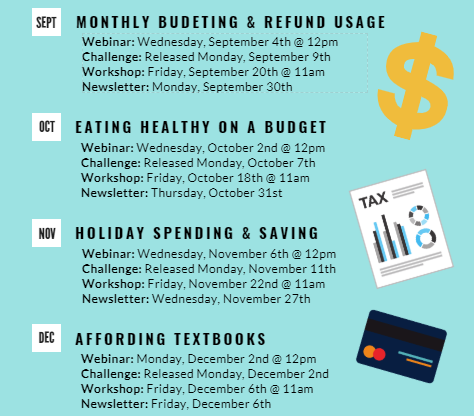 SEPT
MONTHLY BUDETING & REFUND USAGE
Webinar: Wednesday, September 4th @ 12pm
Challenge: Released Monday, September 9th
Workshop: Friday, September 20th @ 11am
Newsletter: Monday, September 30th
OCT
EATING HEALTHY ON A BUDGET
Webinar: Wednesday, October 2nd @ 12pm
Challenge: Released Monday, October 7th
Workshop: Friday, October 18th @ 11am
Newsletter: Thursday, October 31st
TAX
NOV
HOLIDAY SPENDING & SAVING
Webinar: Wednesday, November 6th @ 12pm
Challenge: Released Monday, November 11th
Workshop: Friday, November 22nd @ 11am
Newsletter: Wednesday, November 27th
DEC
AFFORDING TEXTBOOKS
Webinar: Monday, December 2nd @ 12pm
Challenge: Released Monday, December 2nd
Workshop: Friday, December 6th @ 11am
Newsletter: Friday, December 6th